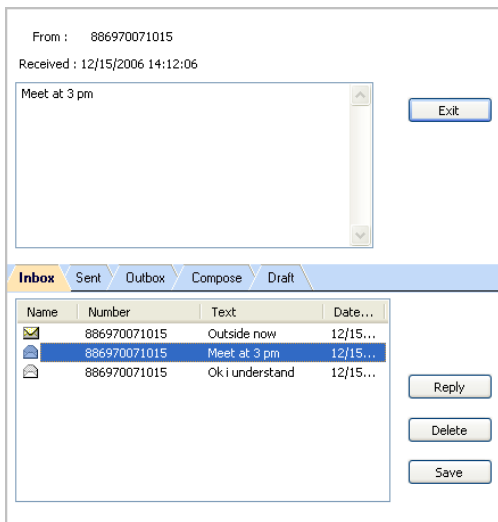 From : 886970071015
Received : 12/15/2006 14:12:06
Meet at 3 pm
Exit
Inbox Sent Outbox Compose Draft
Name Number Text Date...
886970071015 Outside now 12/15...
886970071015 Meet at 3 pm 12/15...
886970071015 Ok i understand 12/15...
Reply
Delete
Save